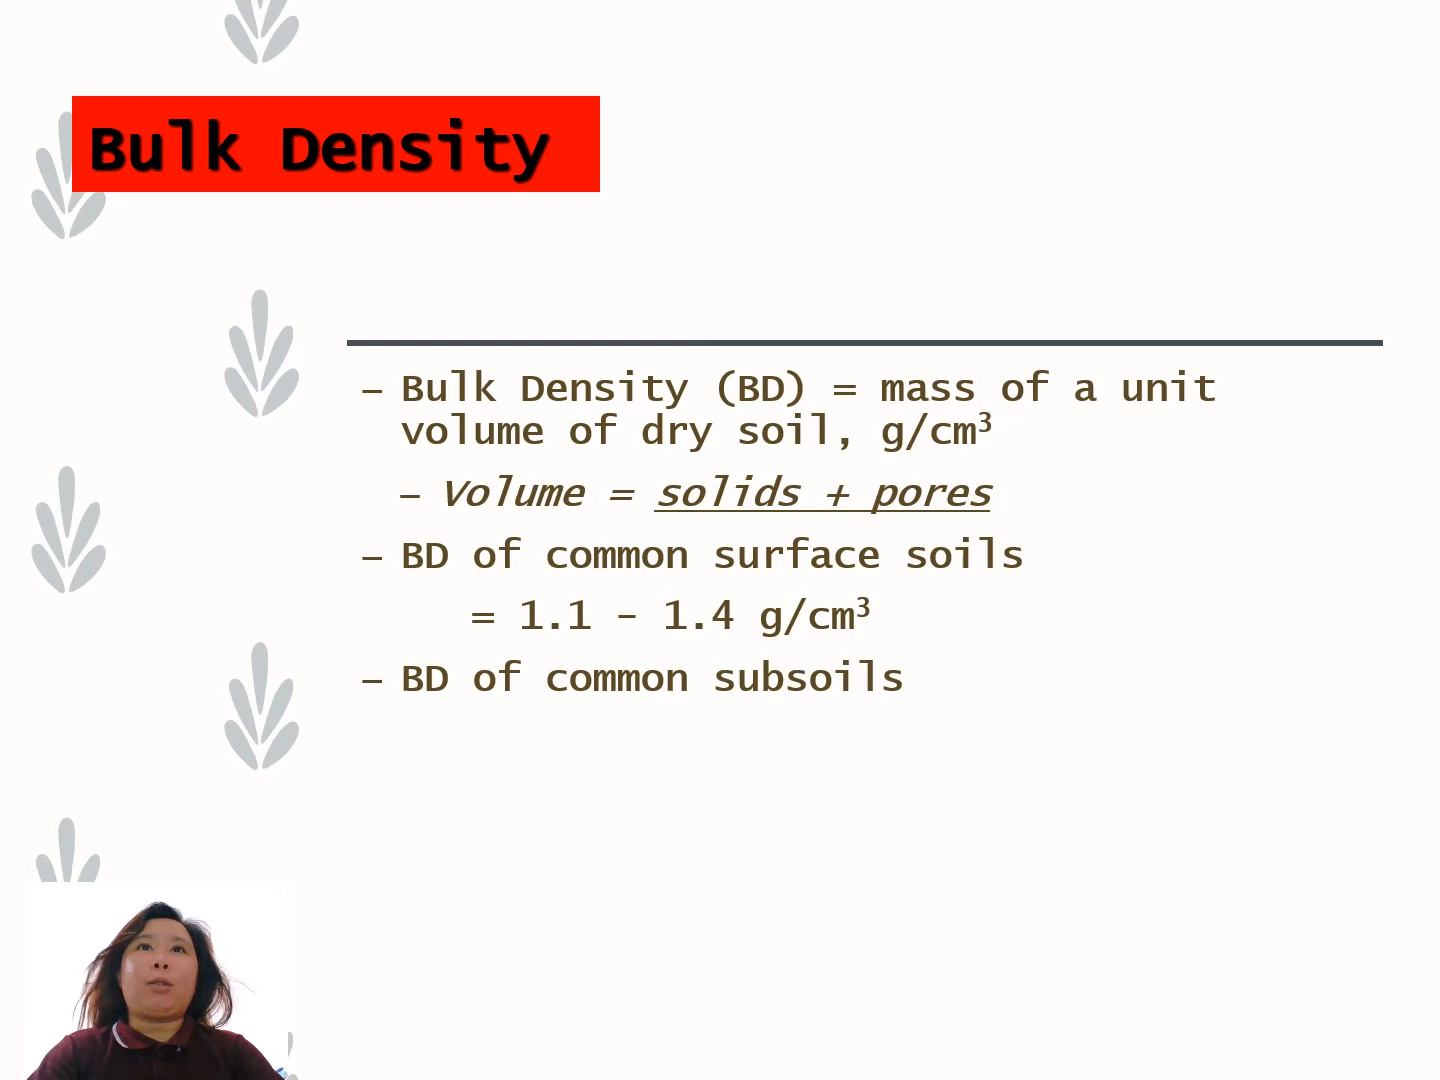 Bulk Density
– Bulk Density (BD) = mass of a unit
volume of dry soil, g/cm³
– Volume = solids + pores
– BD of common surface soils
= 1.1 – 1.4 g/cm³
– BD of common subsoils